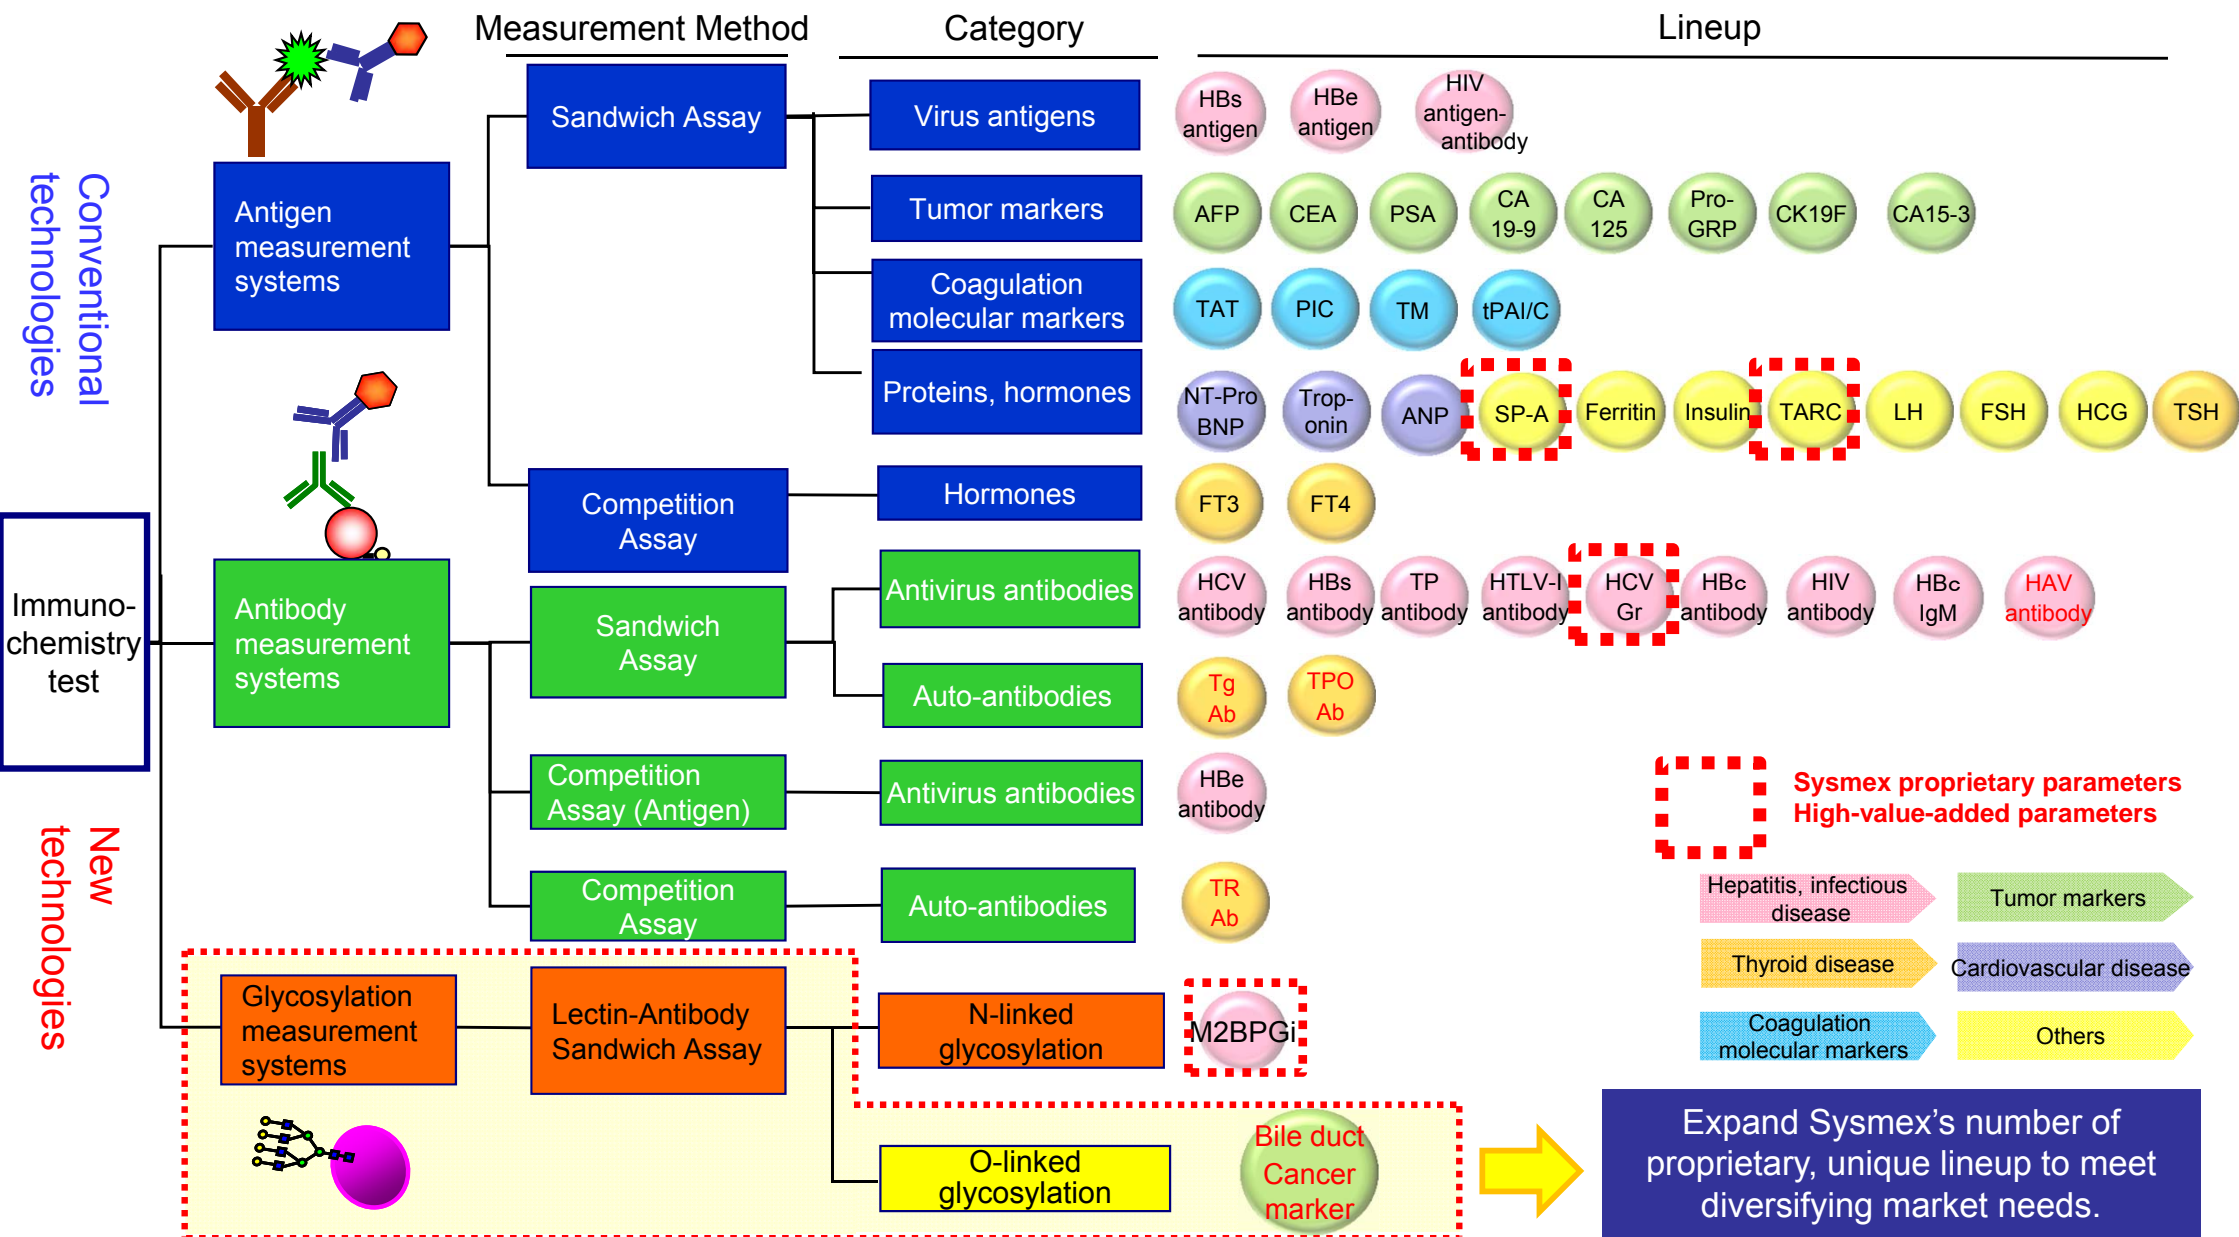 Measurement Method
Category
Lineup
Conventional
technologies
New
technologies
Immuno-
chemistry
test
Antigen
measurement
systems
Sandwich Assay
Virus antigens
HBs
antigen
HBe
antigen
HIV
antigen-
antibody
Tumor markers
AFP
CEA
PSA
CA
19-9
CA
125
Pro-
GRP
CK19F
CA15-3
Coagulation
molecular markers
TAT
PIC
TM
tPAI/C
Proteins, hormones
NT-Pro
BNP
Trop-
onin
ANP
SP-A
Ferritin
Insulin
TARC
LH
FSH
HCG
TSH
Competition
Assay
Hormones
FT3
FT4
Antibody
measurement
systems
Sandwich
Assay
Antivirus antibodies
HCV
antibody
HBs
antibody
TP
antibody
HTLV-I
antibody
HCV
Gr
HBc
antibody
HIV
antibody
HBc
IgM
HAV
antibody
Auto-antibodies
Tg
Ab
TPO
Ab
Competition
Assay (Antigen)
Antivirus antibodies
HBe
antibody
Competition
Assay
Auto-antibodies
TR
Ab
Glycosylation
measurement
systems
Lectin-Antibody
Sandwich Assay
N-linked
glycosylation
M2BPGi
O-linked
glycosylation
Bile duct
Cancer
marker
Sysmex proprietary parameters
High-value-added parameters
Hepatitis, infectious
disease
Tumor markers
Thyroid disease
Cardiovascular disease
Coagulation
molecular markers
Others
Expand Sysmex's number of
proprietary, unique lineup to meet
diversifying market needs.